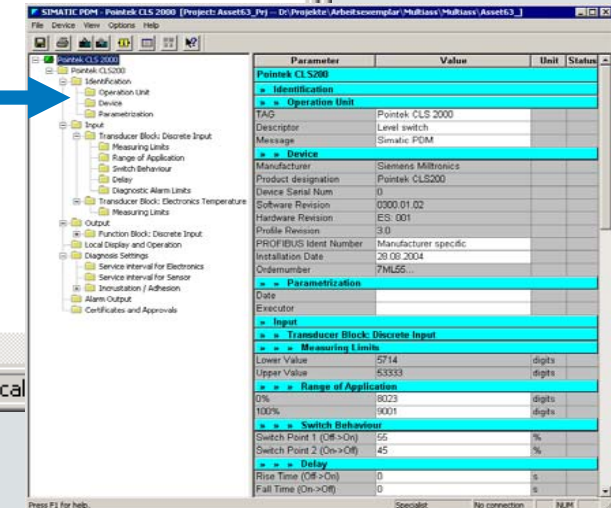 SIMATIC PDM - Pointek CLS 2000 [Project: Asset63_Prj -- D:\Projekte\Arbeitsexemplar\Multiass\Multiass\Asset63_]
File Device View Options Help
Pointek CLS 2000
Pointek CLS200
Identification
Operation Unit
Device
Parametrization
Input
Transducer Block: Discrete Input
Measuring Limits
Range of Application
Switch Behaviour
Delay
Diagnostic Alarm Limits
Transducer Block: Electronics Temperature
Measuring Limits
Output
Function Block: Discrete Input
Local Display and Operation
Diagnosis Settings
Service interval for Electronics
Service interval for Sensor
Incrustation / Adhesion
Alarm Output
Certificates and Approvals
Parameter Value Unit Status
Pointek CLS200
» Identification
» » Operation Unit
TAG Pointek CLS 2000
Descriptor Level switch
Message Simatic PDM
» » Device
Manufacturer Siemens Milltronics
Product designation Pointek CLS200
Device Serial Num 0
Software Revision 0300.01.02
Hardware Revision ES: 001
Profile Revision 3.0
PROFIBUS Ident Number Manufacturer specific
Installation Date 28.08.2004
Ordernumber 7ML55...
» » Parametrization
Date
Executor
» Input
» » Transducer Block: Discrete Input
» » » Measuring Limits
Lower Value 5714 digits
Upper Value 53333 digits
» » » Range of Application
0% 8023 digits
100% 9001 digits
» » » Switch Behaviour
Switch Point 1 (Off->On) 55 %
Switch Point 2 (On->Off) 45 %
» » » Delay
Rise Time (Off->On) 0 s
Fall Time (On->Off) 0 s
Press F1 for help. Specialist No connection NUM
cal